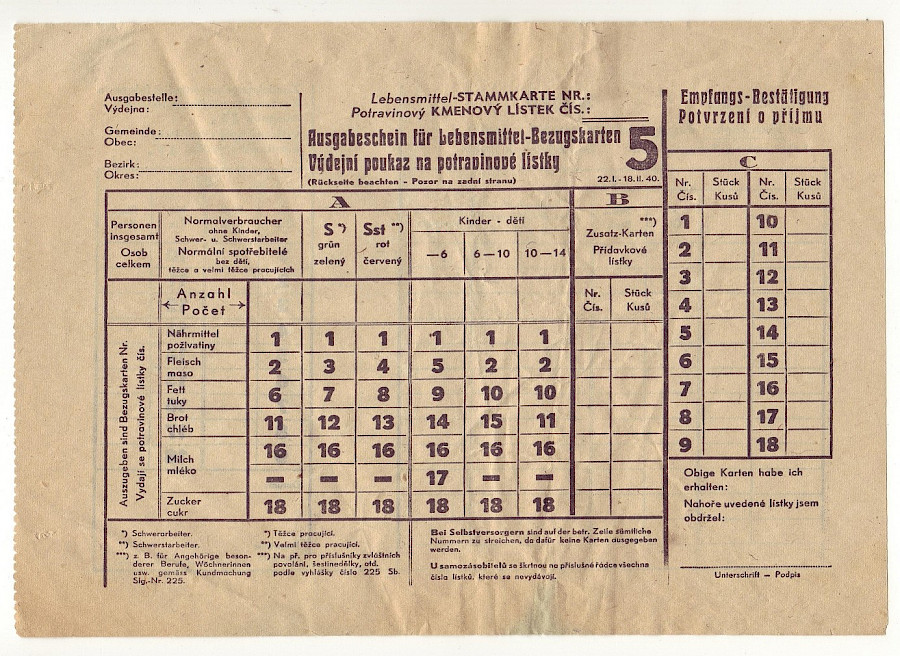 Ausgabestelle:
Výdejna:
Gemeinde:
Obec:
Bezirk:
Okres:
Lebensmittel-STAMMKARTE NR.:
Potravinový KMENOVÝ LÍSTEK ČÍS.:
Ausgabeschein für Lebensmittel-Bezugskarten
Výdejní poukaz na potravinové lístky
5
(Rückseite beachten - Pozor na zadní stranu)
22.I.-18.II.40.
Empfangs-Bestätigung
Potvrzení o příjmu
A
Personen insgesamt
Osob celkem
Normalverbraucher
ohne Kinder,
Schwer- u. Schwerstarbeiter
Normální spotřebitelé
bez dětí,
těžce a velmi těžce pracujících
S *)
grün
zelený
Sst **)
rot
červený
Kinder - děti
—6 6—10 10—14
B
***)
Zusatz-Karten
Přídavkové
lístky
Nr. Stück
Čís. Kusů
Anzahl
Počet
Auszugeben sind Bezugskarten Nr.
Vydají se potravinové lístky čís.
Nährmittel
poživatiny
1 1 1 1 1 1
Fleisch
maso
2 3 4 5 2 2
Fett
tuky
6 7 8 9 10 10
Brot
chléb
11 12 13 14 15 11
Milch
mléko
16 16 16 16 16 16
— — — 17 — —
Zucker
cukr
18 18 18 18 18 18
C
Nr. Stück Nr. Stück
Čís. Kusů Čís. Kusů
1 10
2 11
3 12
4 13
5 14
6 15
7 16
8 17
9 18
Obige Karten habe ich
erhalten:
Nahoře uvedené lístky jsem
obdržel:
Unterschrift — Podpis
*) Schwerarbeiter.
**) Schwerstarbeiter.
***) z. B. für Angehörige beson-
derer Berufe, Wöchnerinnen
usw. gemäss Kundmachung
Slg.-Nr. 225.
*) Těžce pracující.
**) Velmi těžce pracující.
***) Na př. pro příslušníky zvláštních
povolání, šestinedělky, atd.
podle vyhlášky číslo 225 Sb.
Bei Selbstversorgern sind auf der betr. Zeile sämtliche
Nummern zu streichen, da dafür keine Karten ausgegeben
werden.
U samozásobitelů se škrtnou na příslušné řádce všechna
čísla lístků, které se nevydávají.